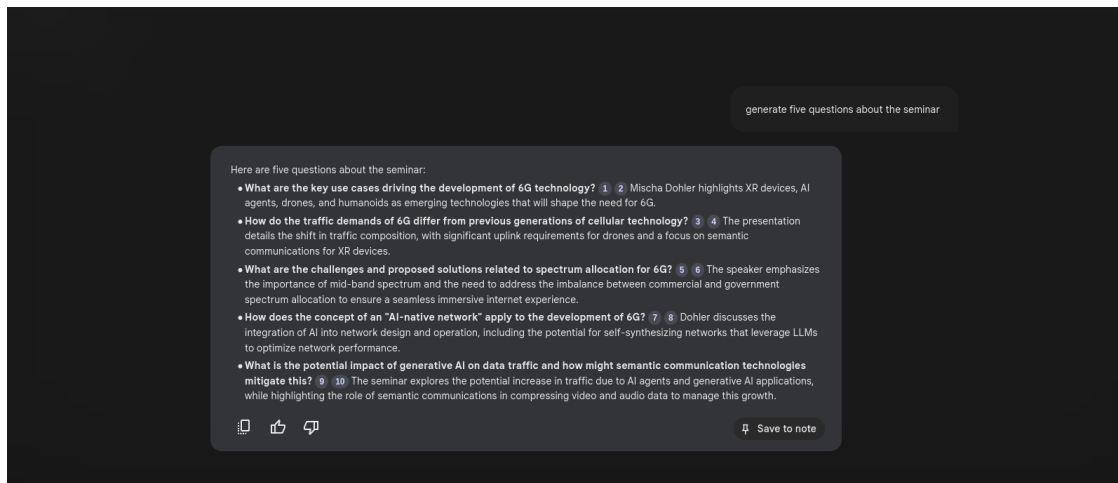 generate five questions about the seminar
Here are five questions about the seminar:
• What are the key use cases driving the development of 6G technology? 1 2 Mischa Dohler highlights XR devices, AI
agents, drones, and humanoids as emerging technologies that will shape the need for 6G.
• How do the traffic demands of 6G differ from previous generations of cellular technology? 3 4 The presentation
details the shift in traffic composition, with significant uplink requirements for drones and a focus on semantic
communications for XR devices.
• What are the challenges and proposed solutions related to spectrum allocation for 6G? 5 6 The speaker emphasizes
the importance of mid-band spectrum and the need to address the imbalance between commercial and government
spectrum allocation to ensure a seamless immersive internet experience.
• How does the concept of an "AI-native network" apply to the development of 6G? 7 8 Dohler discusses the
integration of AI into network design and operation, including the potential for self-synthesizing networks that leverage LLMs
to optimize network performance.
• What is the potential impact of generative AI on data traffic and how might semantic communication technologies
mitigate this? 9 10 The seminar explores the potential increase in traffic due to AI agents and generative AI applications,
while highlighting the role of semantic communications in compressing video and audio data to manage this growth.
Save to note